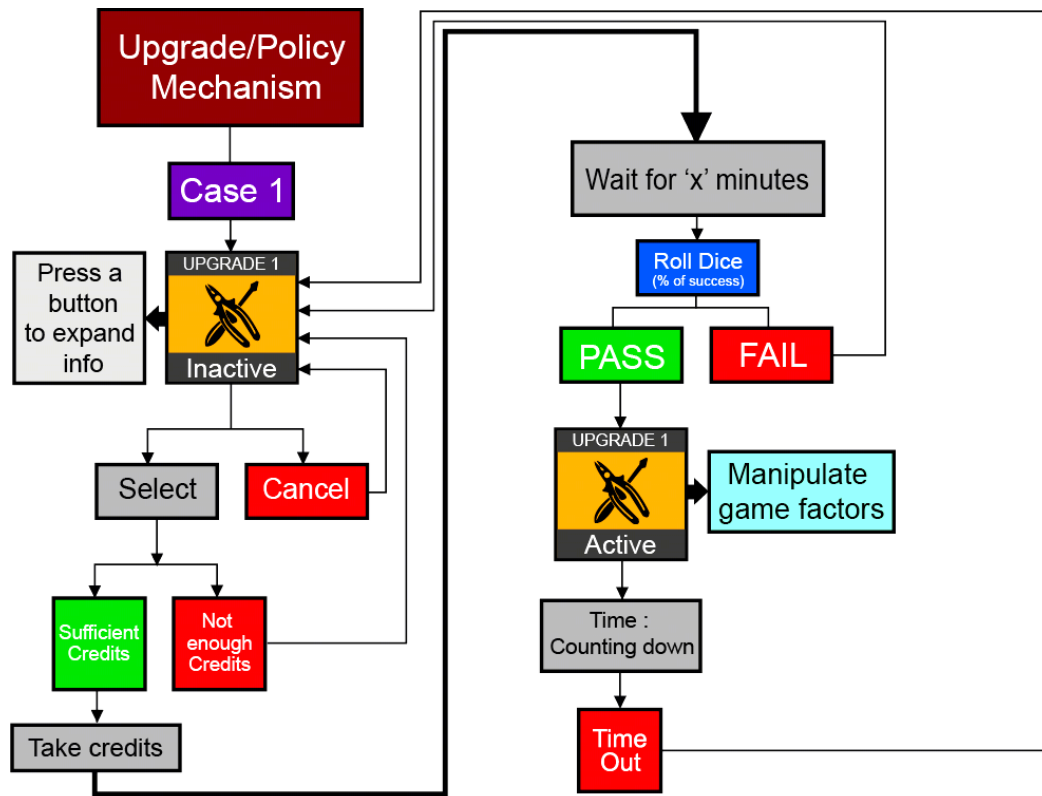 Upgrade/Policy
Mechanism
Case 1
UPGRADE 1
Inactive
Press a
button
to expand
info
Select
Cancel
Sufficient
Credits
Not
enough
Credits
Take credits
Wait for ‘x’ minutes
Roll Dice
(% of success)
PASS
FAIL
UPGRADE 1
Active
Manipulate
game factors
Time :
Counting down
Time
Out